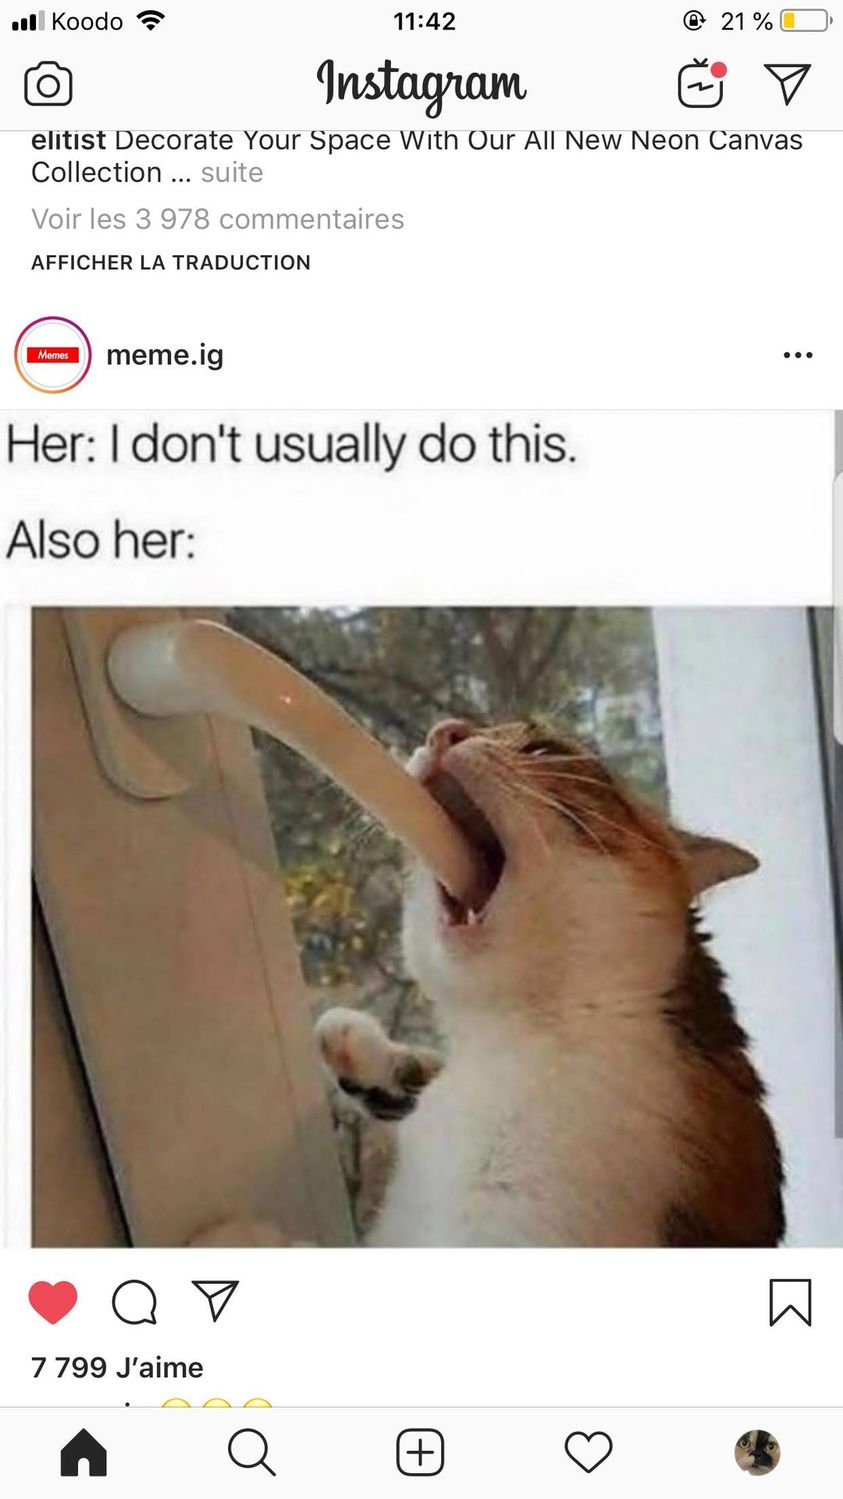 Koodo
11:42
21 %
Instagram
elitist Decorate Your Space With Our All New Neon Canvas
Collection ... suite
Voir les 3 978 commentaires
AFFICHER LA TRADUCTION
Memes
meme.ig
Her: I don't usually do this.
Also her:
7 799 J’aime